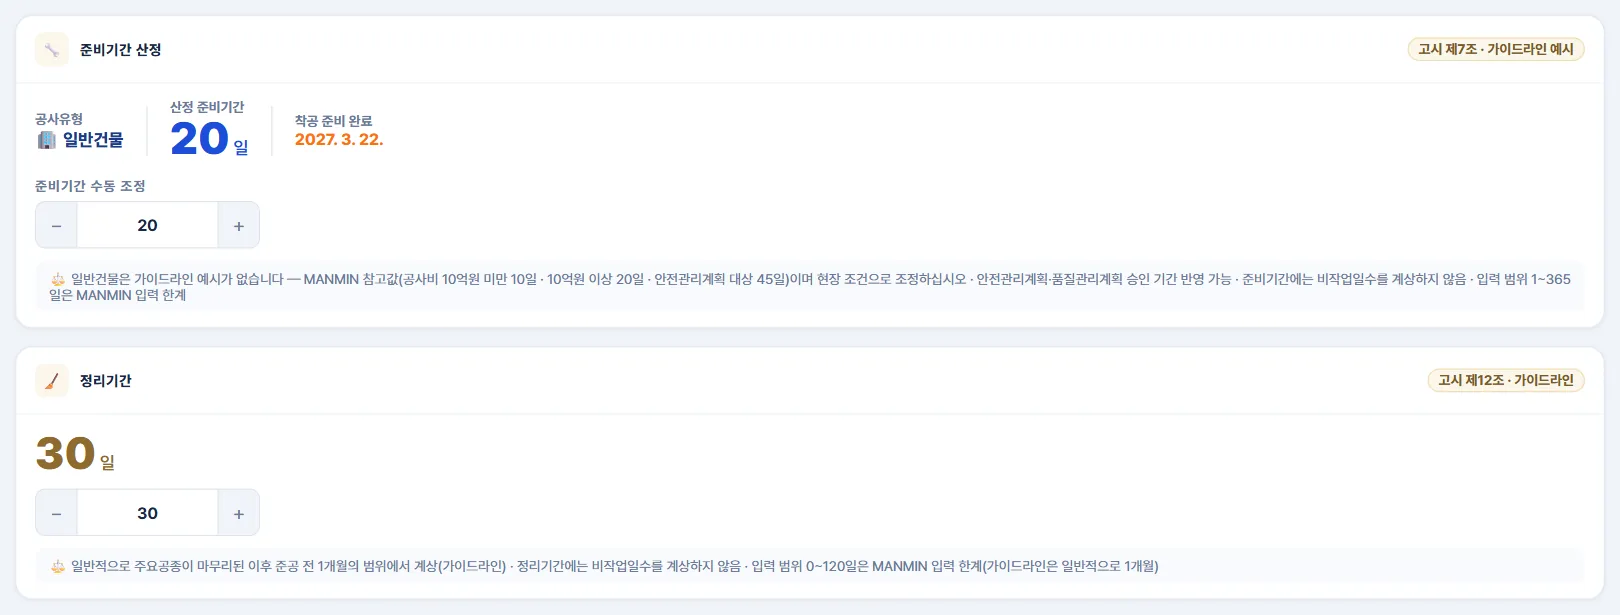 준비기간 산정
고시 제7조 · 가이드라인 예시
공사유형
일반건물
산정 준비기간
20 일
착공 준비 완료
2027. 3. 22.
준비기간 수동 조정
− 20 +
일반건물은 가이드라인 예시가 없습니다 — MANMIN 참고값(공사비 10억원 미만 10일 · 10억원 이상 20일 · 안전관리계획 대상 45일)이며 현장 조건으로 조정하십시오 · 안전관리계획·품질관리계획 승인 기간 반영 가능 · 준비기간에는 비작업일수를 계상하지 않음 · 입력 범위 1~365
일은 MANMIN 입력 한계
정리기간
고시 제12조 · 가이드라인
30 일
− 30 +
일반적으로 주요공종이 마무리된 이후 준공 전 1개월의 범위에서 계상(가이드라인) · 정리기간에는 비작업일수를 계상하지 않음 · 입력 범위 0~120일은 MANMIN 입력 한계(가이드라인은 일반적으로 1개월)